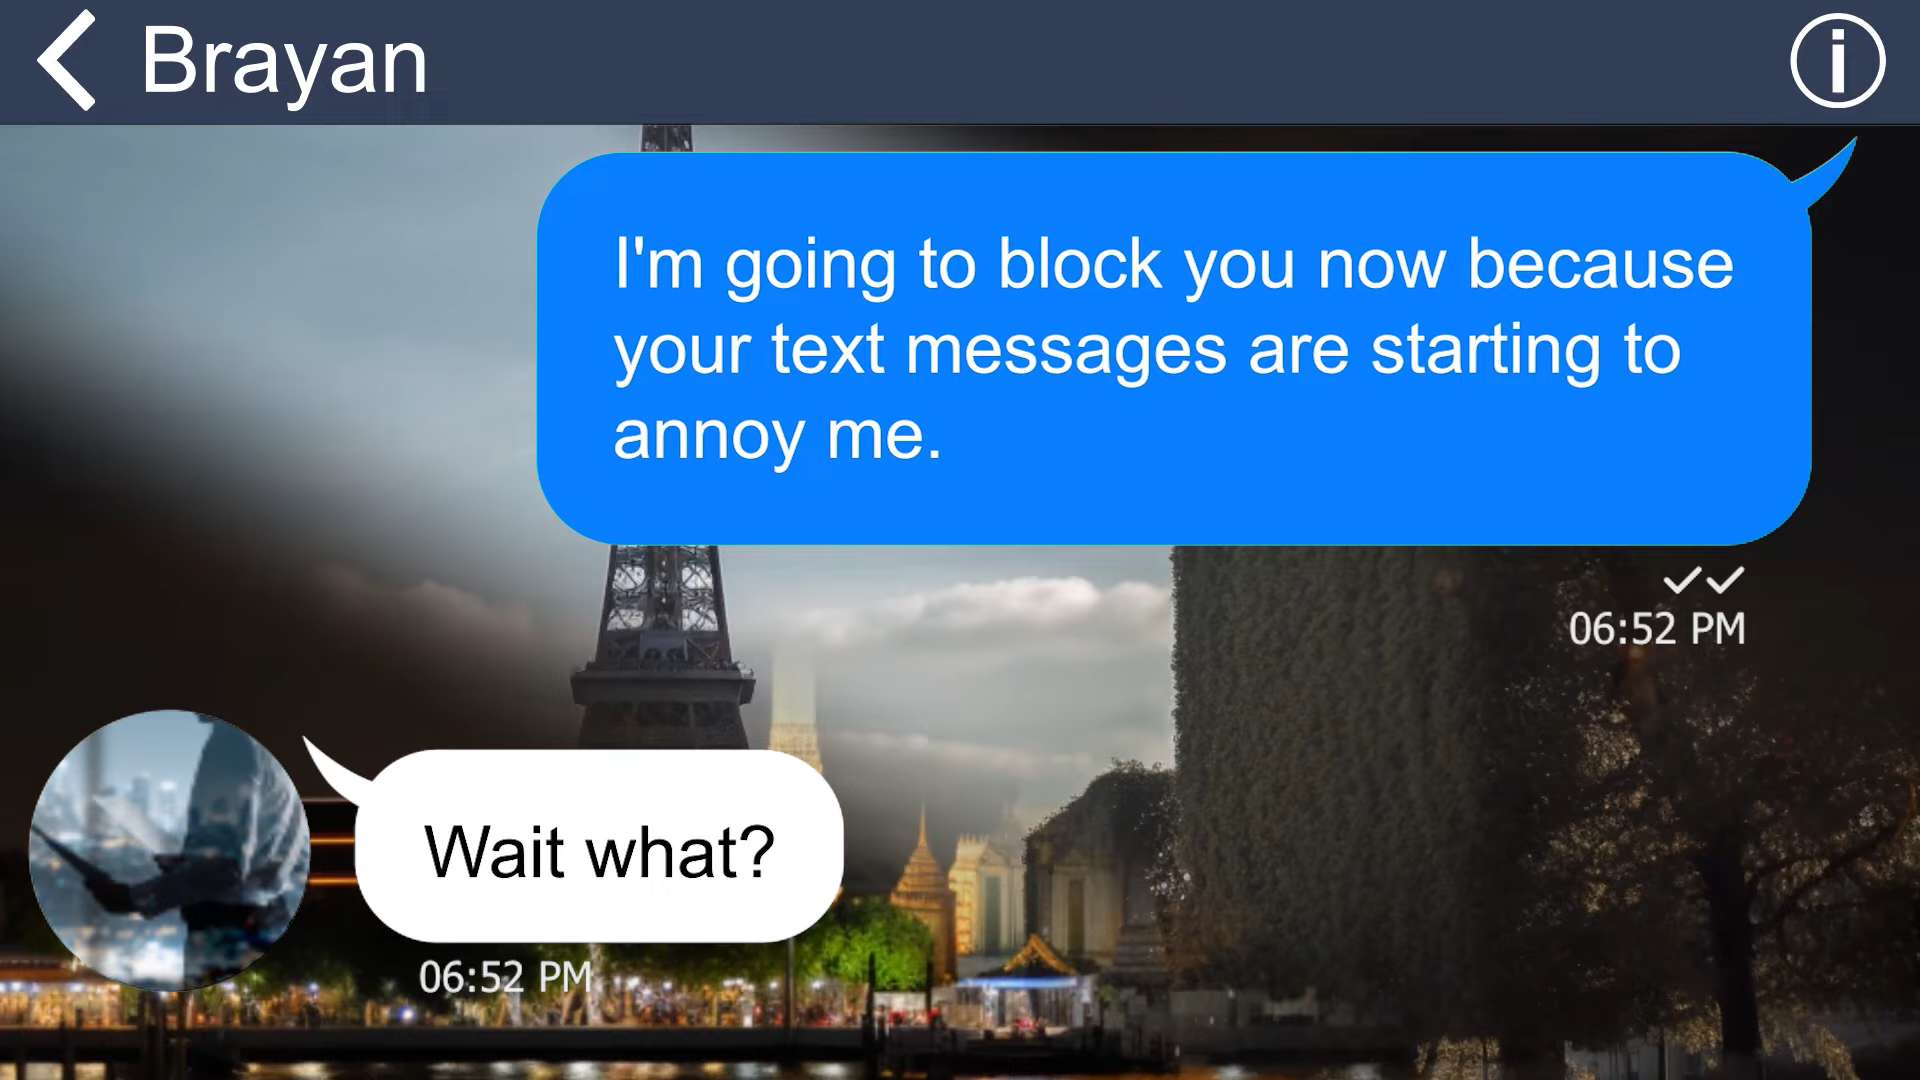 Brayan
I'm going to block you now because
your text messages are starting to
annoy me.
06:52 PM
Wait what?
06:52 PM